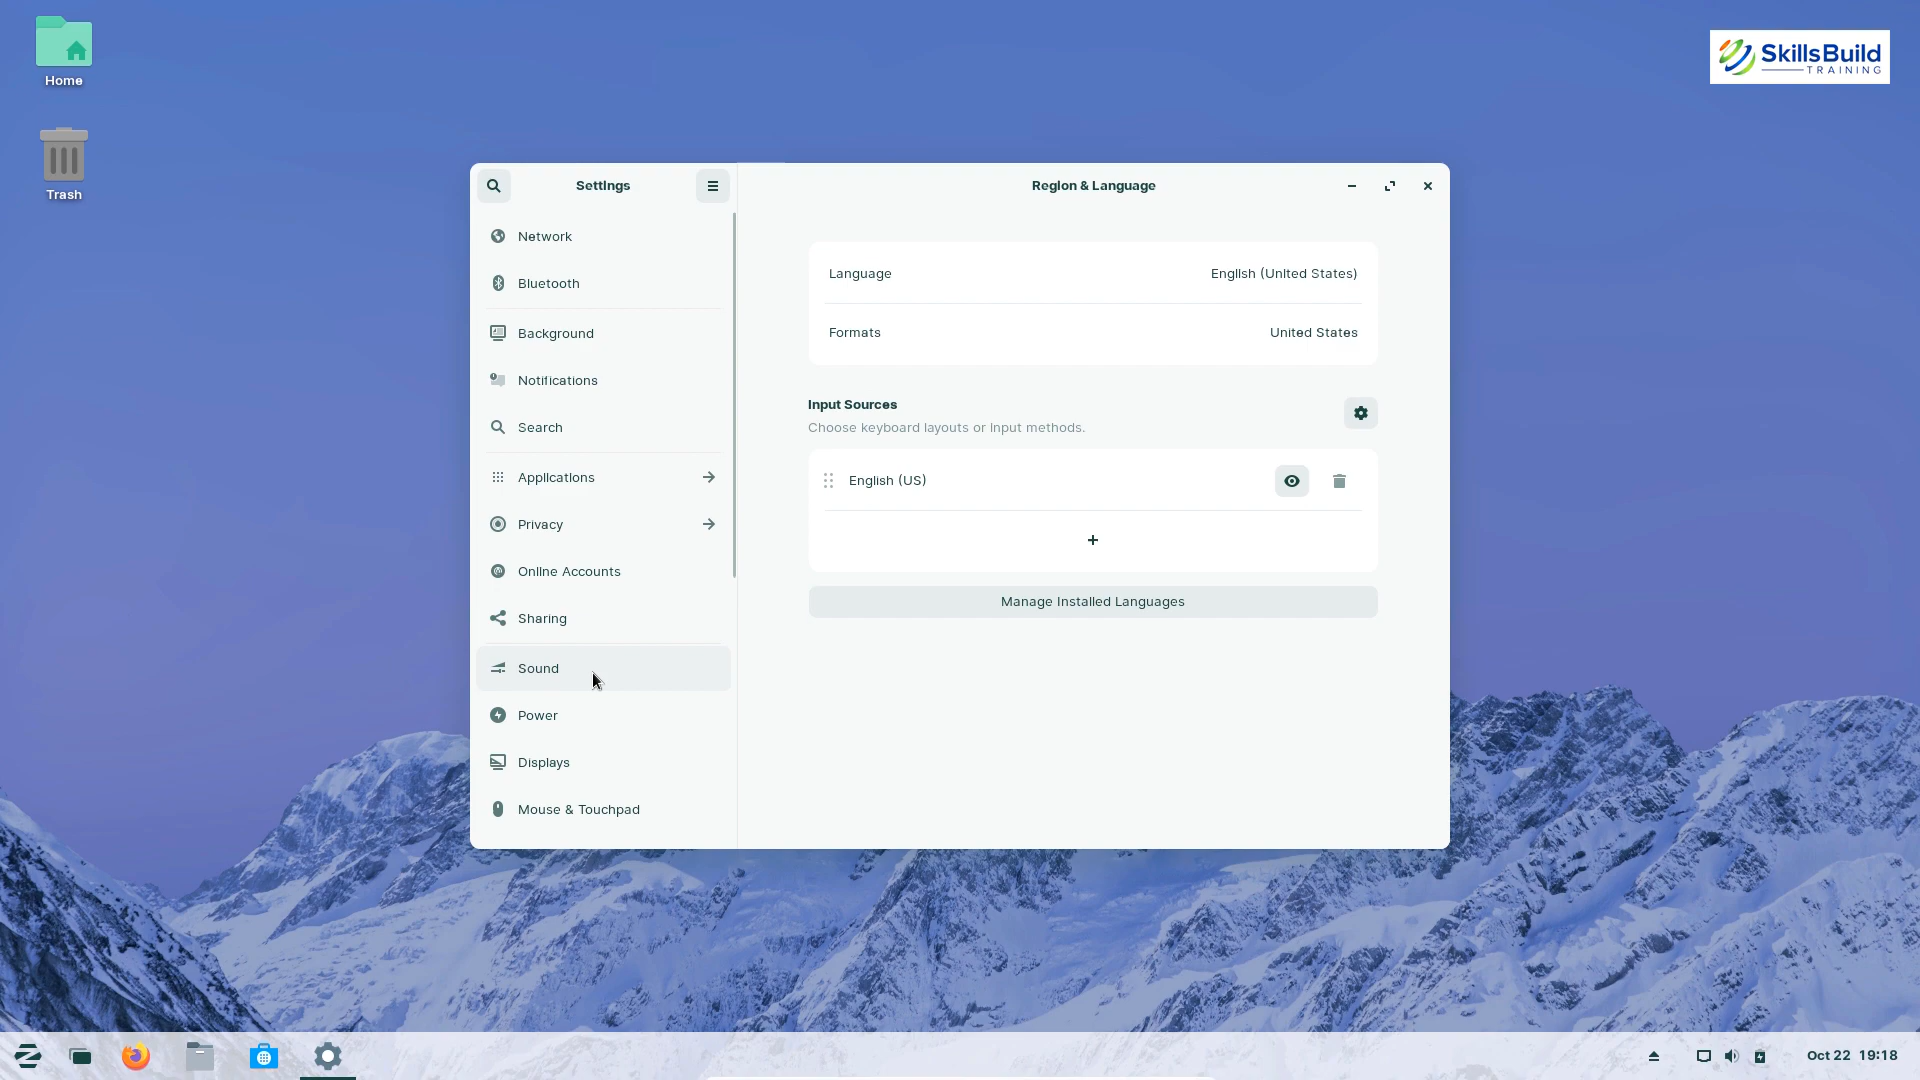 Home
Trash
SkillsBuild
TRAINING
Settings
Network
Bluetooth
Background
Notifications
Search
Applications
Privacy
Online Accounts
Sharing
Sound
Power
Displays
Mouse & Touchpad
Region & Language
Language English (United States)
Formats United States
Input Sources
Choose keyboard layouts or input methods.
English (US)
Manage Installed Languages
Oct 22 19:18